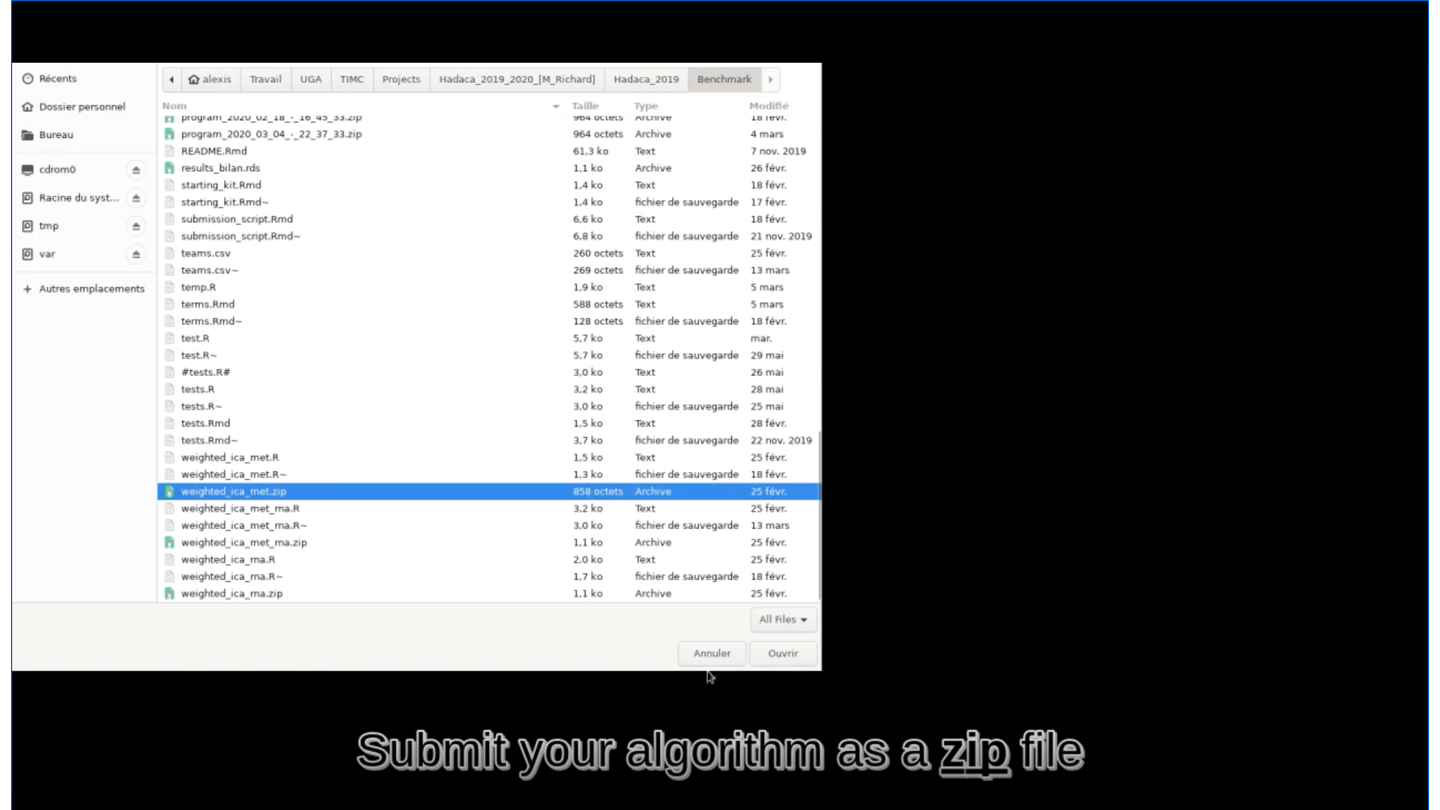 Récents
Dossier personnel
Bureau
cdrom0
Racine du syst...
tmp
var
+ Autres emplacements
alexis Travail UGA TIMC Projects Hadaca_2019_2020_[M_Richard] Hadaca_2019 Benchmark
Nom Taille Type Modifié
program_2020_02_18_-_16_45_33.zip 964 octets Archive 18 févr.
program_2020_03_04_-_22_37_33.zip 964 octets Archive 4 mars
README.Rmd 61,3 ko Text 7 nov. 2019
results_bilan.rds 1,1 ko Archive 26 févr.
starting_kit.Rmd 1,4 ko Text 18 févr.
starting_kit.Rmd~ 1,4 ko fichier de sauvegarde 17 févr.
submission_script.Rmd 6,6 ko Text 18 févr.
submission_script.Rmd~ 6,8 ko fichier de sauvegarde 21 nov. 2019
teams.csv 260 octets Text 25 févr.
teams.csv~ 269 octets fichier de sauvegarde 13 mars
temp.R 1,9 ko Text 5 mars
terms.Rmd 588 octets Text 5 mars
terms.Rmd~ 128 octets fichier de sauvegarde 18 févr.
test.R 5,7 ko Text mar.
test.R~ 5,7 ko fichier de sauvegarde 29 mai
#tests.R# 3,0 ko Text 26 mai
tests.R 3,2 ko Text 28 mai
tests.R~ 3,0 ko fichier de sauvegarde 25 mai
tests.Rmd 1,5 ko Text 28 févr.
tests.Rmd~ 3,7 ko fichier de sauvegarde 22 nov. 2019
weighted_ica_met.R 1,5 ko Text 25 févr.
weighted_ica_met.R~ 1,3 ko fichier de sauvegarde 18 févr.
weighted_ica_met.zip 858 octets Archive 25 févr.
weighted_ica_met_rna.R 3,2 ko Text 25 févr.
weighted_ica_met_rna.R~ 3,0 ko fichier de sauvegarde 13 mars
weighted_ica_met_rna.zip 1,1 ko Archive 25 févr.
weighted_ica_rna.R 2,0 ko Text 25 févr.
weighted_ica_rna.R~ 1,7 ko fichier de sauvegarde 18 févr.
weighted_ica_rna.zip 1,1 ko Archive 25 févr.
All Files
Annuler Ouvrir
Submit your algorithm as a zip file